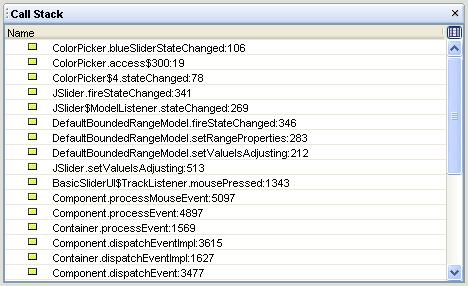 Call Stack
Name
ColorPicker.blueSliderStateChanged:106
ColorPicker.access$300:19
ColorPicker$4.stateChanged:78
JSlider.fireStateChanged:341
JSlider$ModelListener.stateChanged:269
DefaultBoundedRangeModel.fireStateChanged:346
DefaultBoundedRangeModel.setRangeProperties:283
DefaultBoundedRangeModel.setValueIsAdjusting:212
JSlider.setValueIsAdjusting:513
BasicSliderUI$TrackListener.mousePressed:1343
Component.processMouseEvent:5097
Component.processEvent:4897
Container.processEvent:1569
Component.dispatchEventImpl:3615
Container.dispatchEventImpl:1627
Component.dispatchEvent:3477